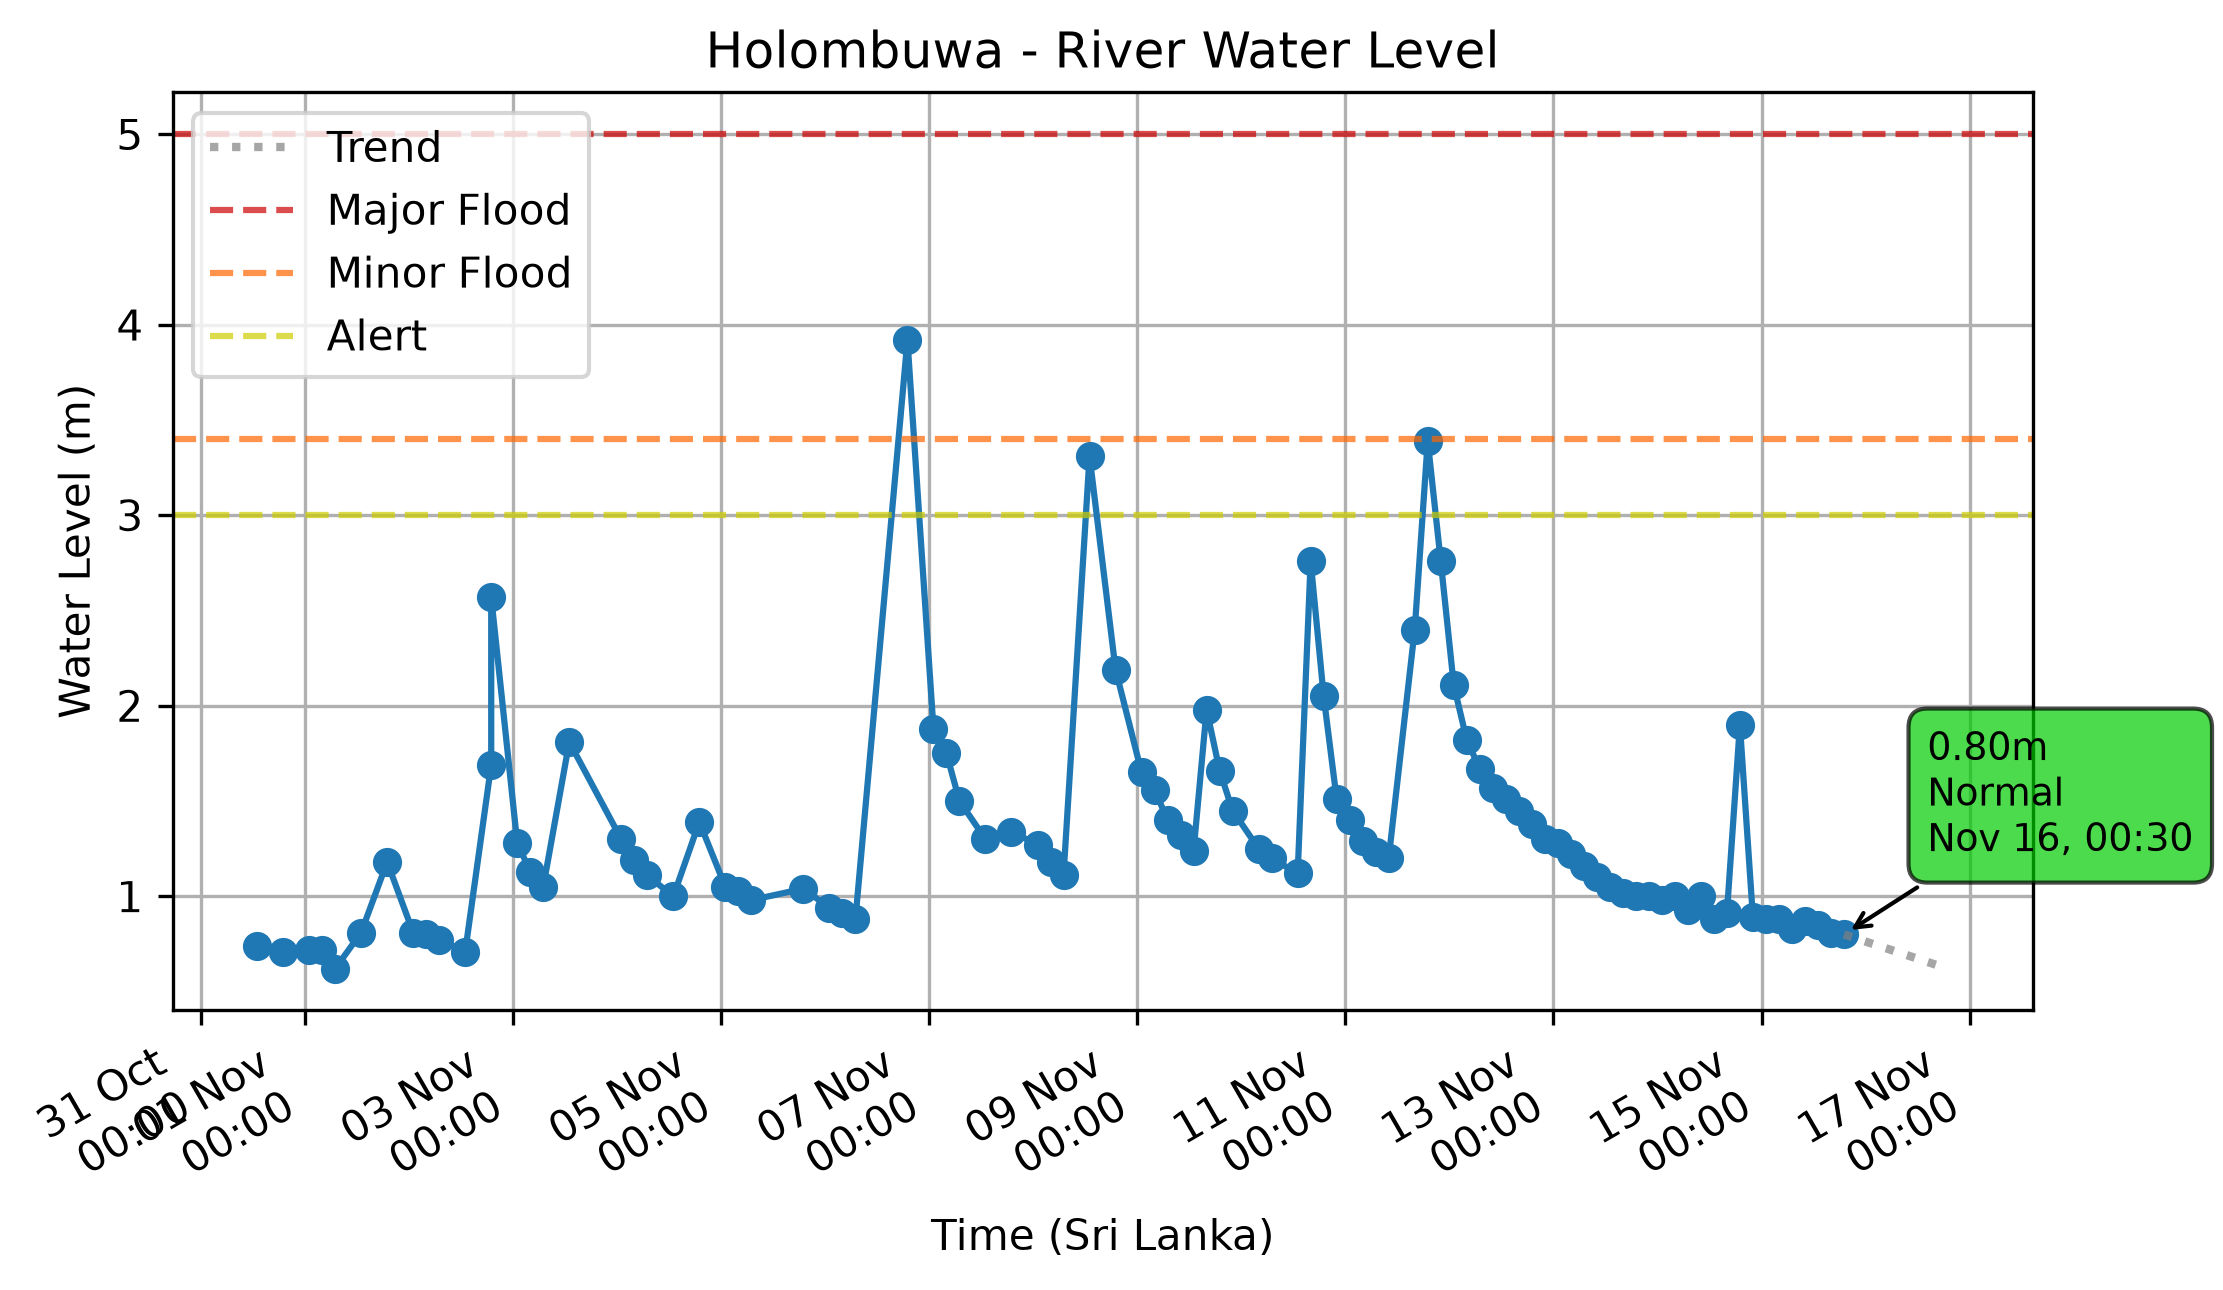 Holombuwa - River Water Level
Trend
Major Flood
Minor Flood
Alert
5
4
3
2
1
Water Level (m)
0.80m
Normal
Nov 16, 00:30
31 Oct
00:00
01 Nov
00:00
03 Nov
00:00
05 Nov
00:00
07 Nov
00:00
09 Nov
00:00
11 Nov
00:00
13 Nov
00:00
15 Nov
00:00
17 Nov
00:00
Time (Sri Lanka)